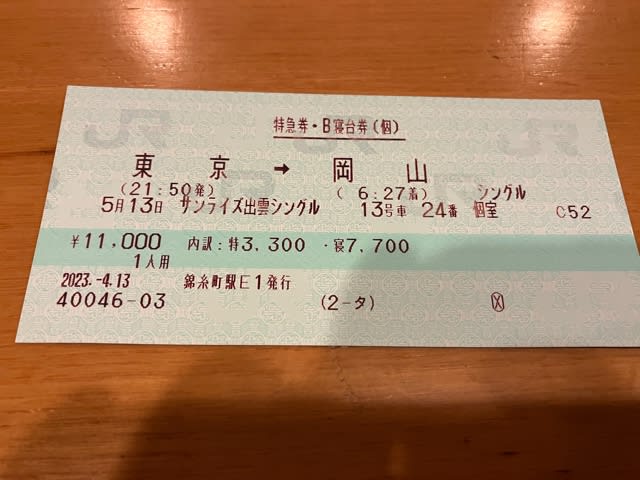 特急券・B寝台券(個)
東 京 → 岡 山
(21:50発) ( 6:27着) シングル
5月13日 サンライズ出雲シングル 13号車 24番 個室 C52
¥11,000 内訳:特3,300 ・寝7,700
1人用
2023.-4.13 錦糸町駅E1発行
40046-03 (2-タ) Ⓧ